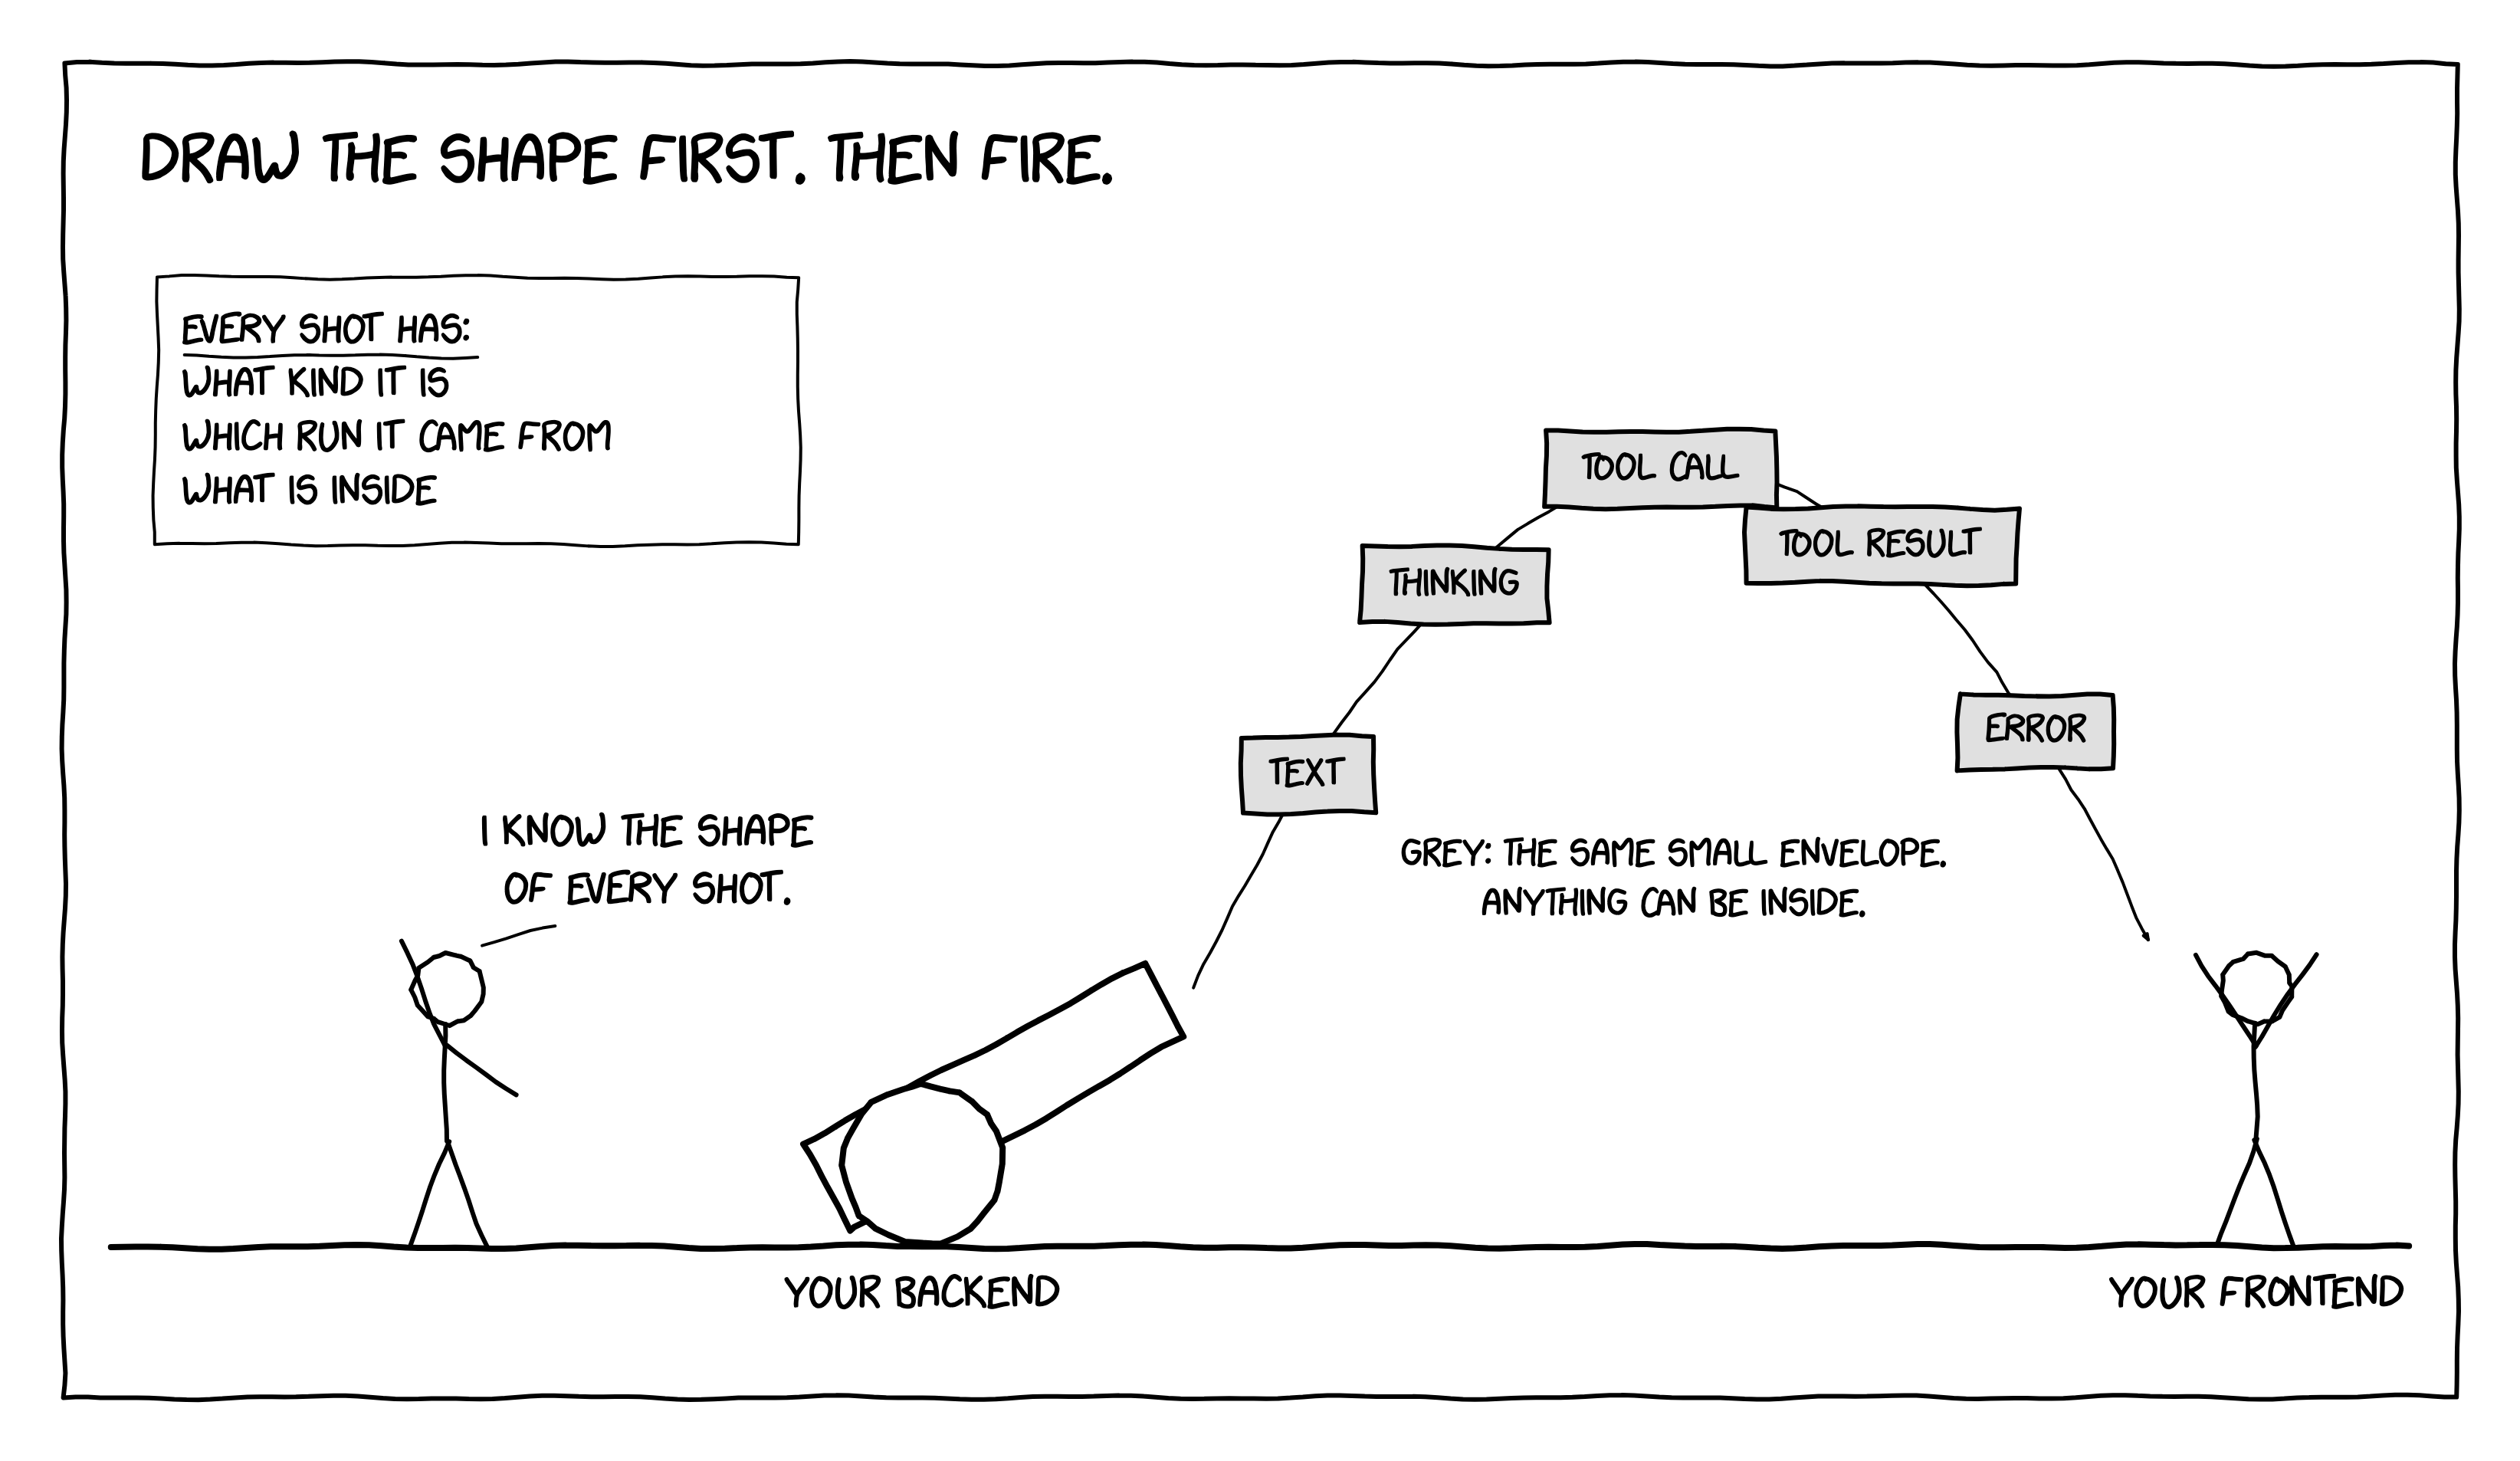 DRAW THE SHAPE FIRST. THEN FIRE.
EVERY SHOT HAS:
WHAT KIND IT IS
WHICH RUN IT CAME FROM
WHAT IS INSIDE
TOOL CALL
TOOL RESULT
THINKING
ERROR
TEXT
I KNOW THE SHAPE
OF EVERY SHOT.
GREY: THE SAME SMALL ENVELOPE.
ANYTHING CAN BE INSIDE.
YOUR BACKEND
YOUR FRONTEND